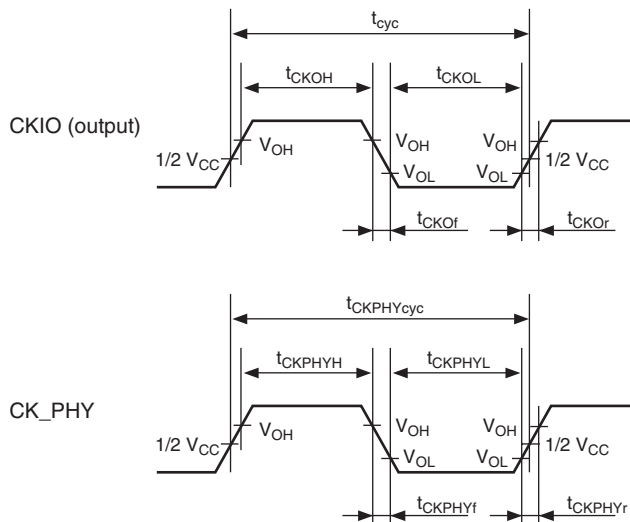 tcyc
tCKOH tCKOL
CKIO (output)
1/2 VCC VOH VOH VOL VOL VOH 1/2 VCC
tCKOf tCKOr
tCKPHYcyc
tCKPHYH tCKPHYL
CK_PHY
1/2 VCC VOH VOH VOL VOL VOH 1/2 VCC
tCKPHYf tCKPHYr